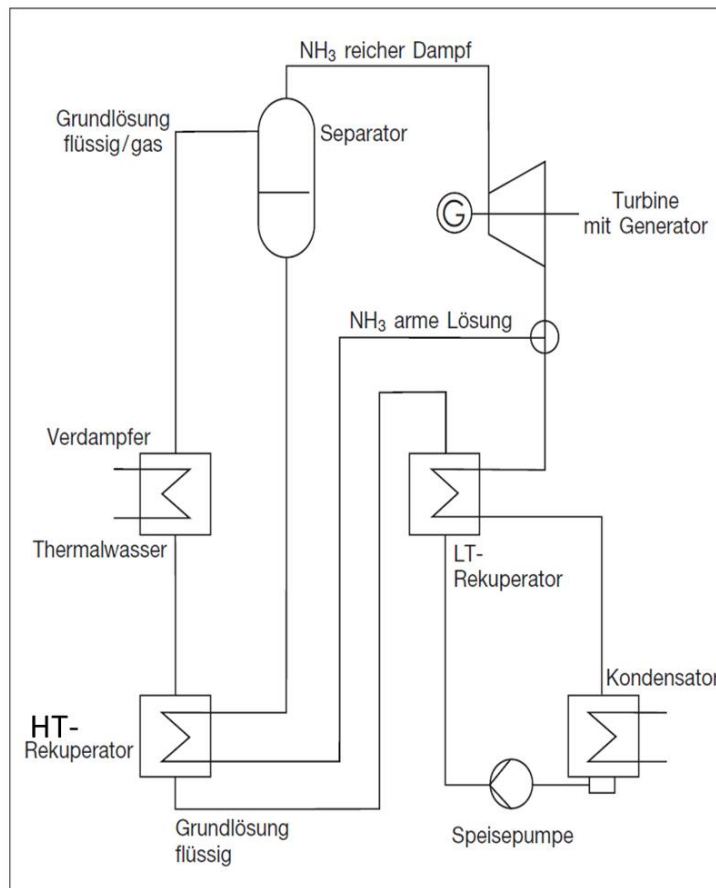 NH₃ reicher Dampf
Grundlösung
flüssig/gas
Separator
G
Turbine
mit Generator
NH₃ arme Lösung
Verdampfer
Thermalwasser
LT-
Rekuperator
Kondensator
HT-
Rekuperator
Grundlösung
flüssig
Speisepumpe